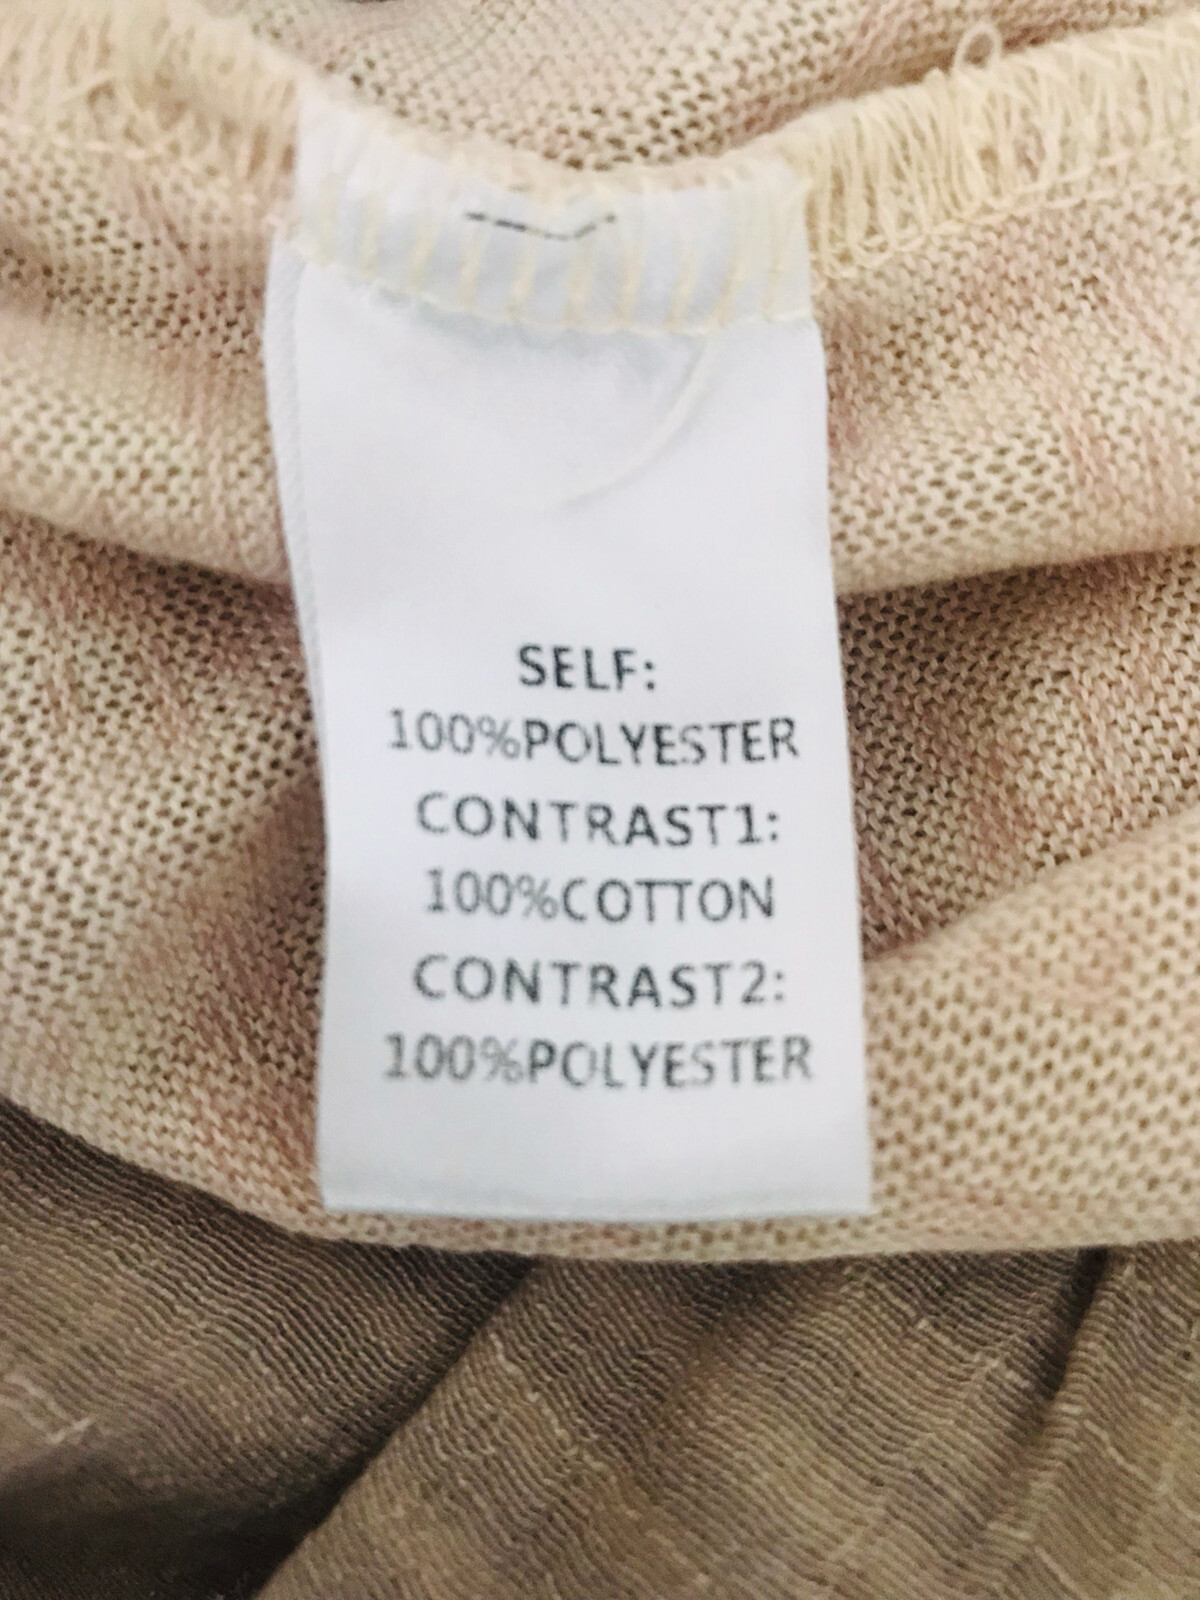 SELF:
100%POLYESTER
CONTRAST1:
100%COTTON
CONTRAST2:
100%POLYESTER